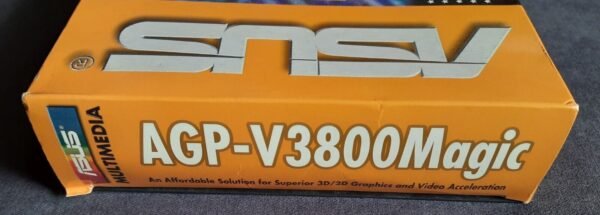 ASUS
®
ASUS
MULTIMEDIA
AGP-V3800Magic
An Affordable Solution for Superior 3D/2D Graphics and Video Acceleration